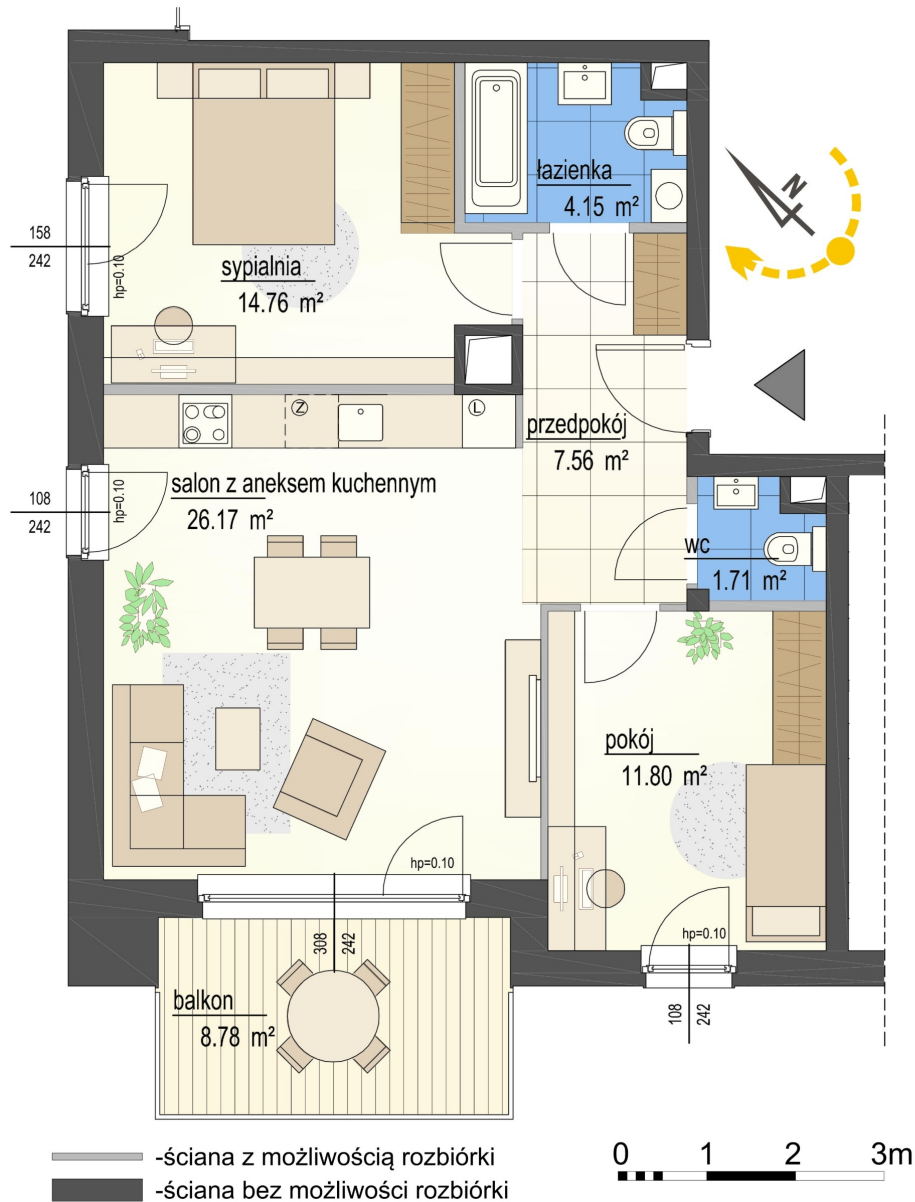 łazienka
4.15 m²
N
158
242
hp=0.10
sypialnia
14.76 m²
Z
L
przedpokój
7.56 m²
108
242
hp=0.10
salon z aneksem kuchennym
26.17 m²
wc
1.71 m²
pokój
11.80 m²
hp=0.10
hp=0.10
308
242
108
242
balkon
8.78 m²
0 1 2 3m
-ściana z możliwością rozbiórki
-ściana bez możliwości rozbiórki